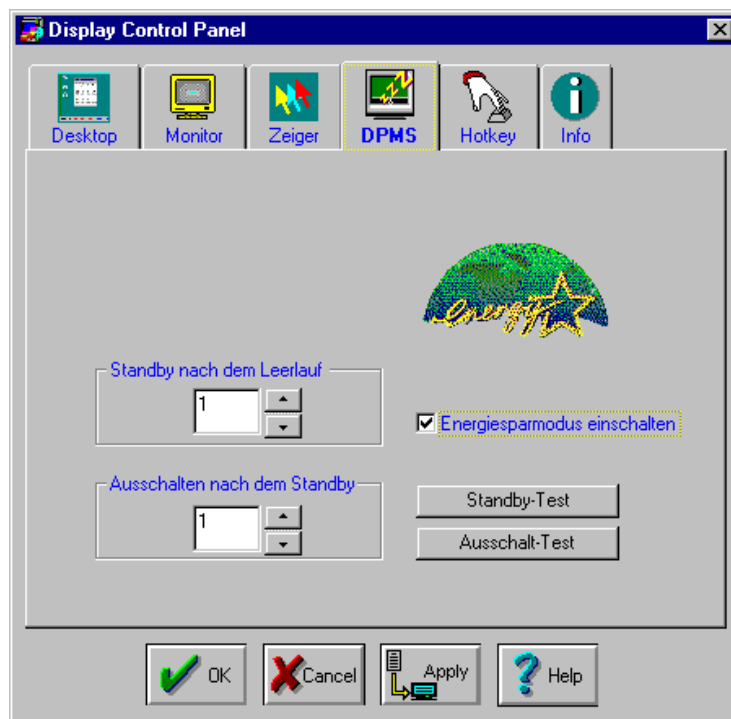 Display Control Panel
Desktop
Monitor
Zeiger
DPMS
Hotkey
Info
energy
Standby nach dem Leerlauf
1
Energiesparmodus einschalten
Ausschalten nach dem Standby
1
Standby-Test
Ausschalt-Test
OK
Cancel
Apply
Help